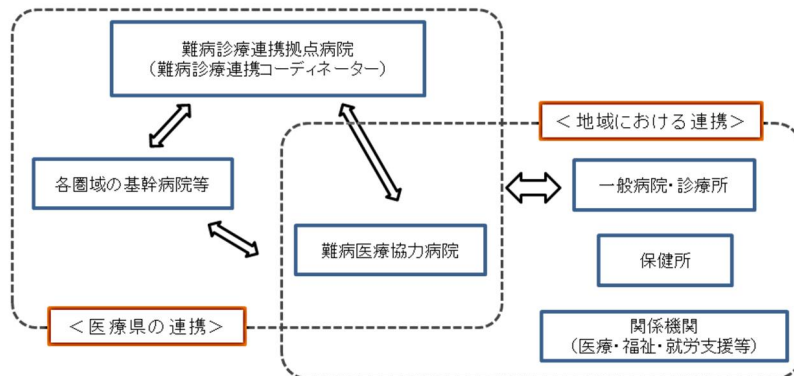 難病診療連携拠点病院
（難病診療連携コーディネーター）
＜地域における連携＞
各圏域の基幹病院等
一般病院・診療所
難病医療協力病院
保健所
＜医療県の連携＞
関係機関
（医療・福祉・就労支援等）